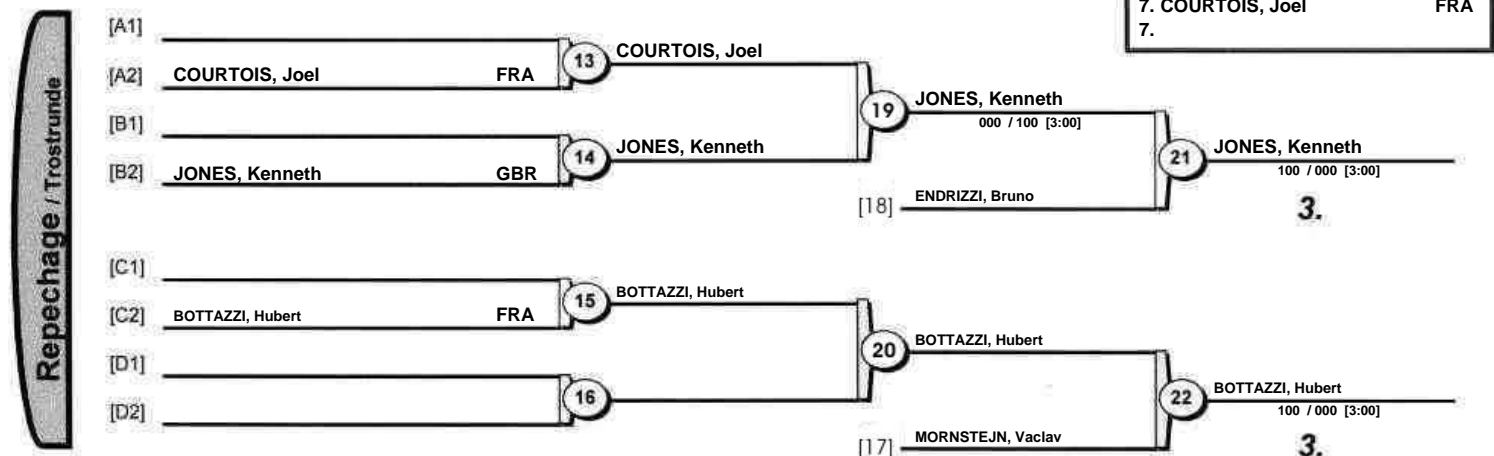 7. COURTOIS, Joel FRA
7.
Repechage / Trostrunde
[A1]
[A2] COURTOIS, Joel FRA
13 COURTOIS, Joel
[B1]
[B2] JONES, Kenneth GBR
14 JONES, Kenneth
19 JONES, Kenneth
000 / 100 [3:00]
[18] ENDRIZZI, Bruno
21 JONES, Kenneth
100 / 000 [3:00]
3.
[C1]
[C2] BOTTAZZI, Hubert FRA
15 BOTTAZZI, Hubert
[D1]
[D2]
16
20 BOTTAZZI, Hubert
[17] MORNSTEJN, Vaclav
22 BOTTAZZI, Hubert
100 / 000 [3:00]
3.